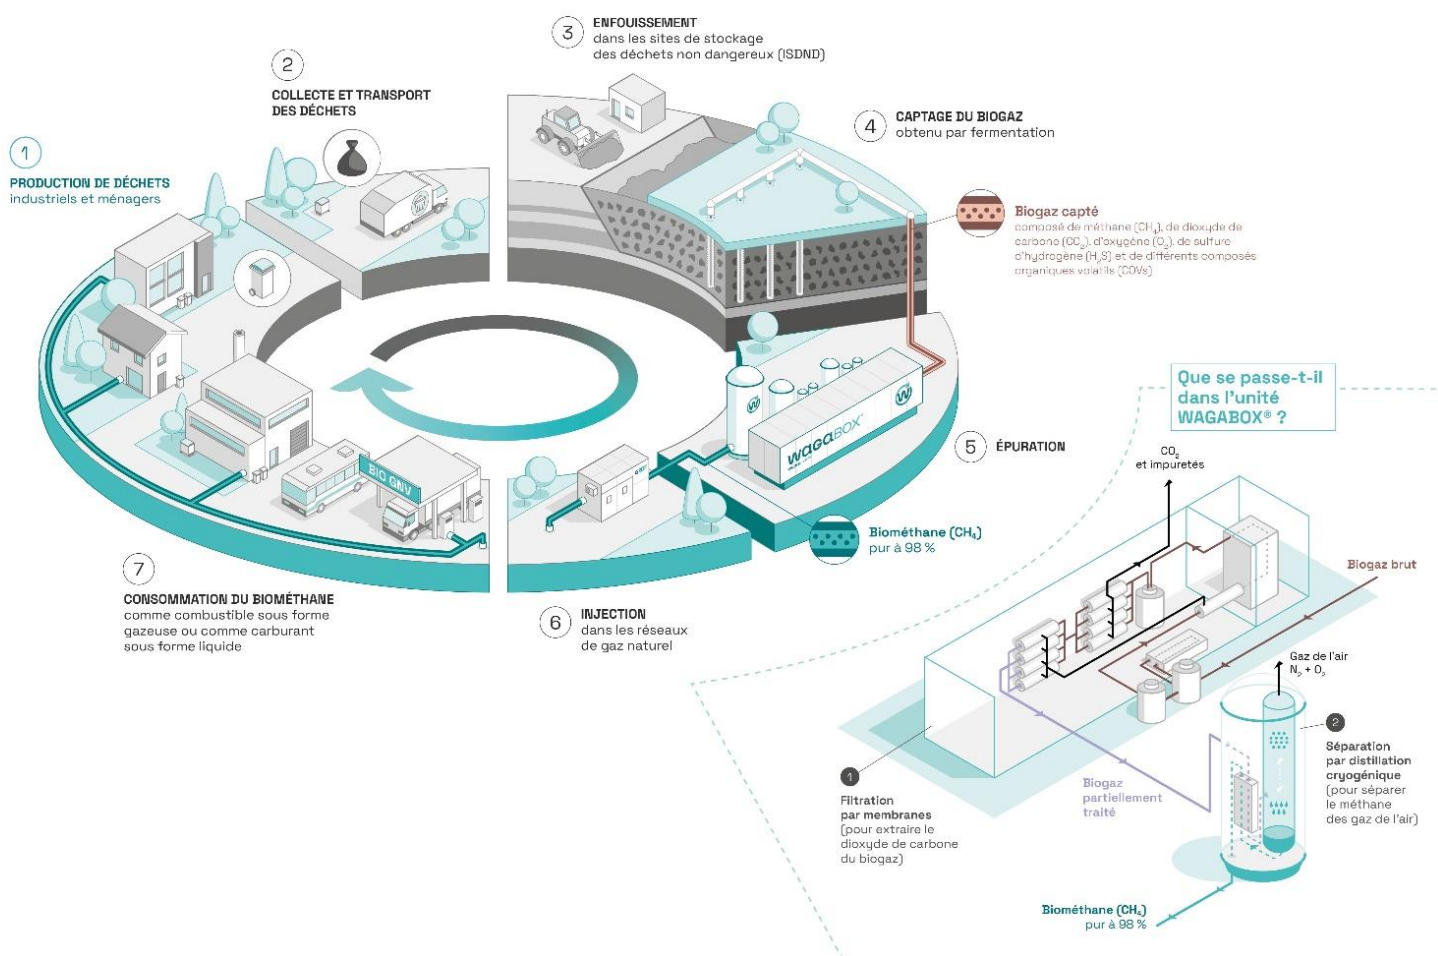 1
PRODUCTION DE DÉCHETS
industriels et ménagers
2
COLLECTE ET TRANSPORT
DES DÉCHETS
3
ENFOUISSEMENT
dans les sites de stockage
des déchets non dangereux (ISDND)
4
CAPTAGE DU BIOGAZ
obtenu par fermentation
Biogaz capté
composé de méthane (CH₄), de dioxyde de
carbone (CO₂), d'oxygène (O₂), de sulfure
d'hydrogène (H₂S) et de différents composés
organiques volatils (COVs)
WAGABOX
5
ÉPURATION
Biométhane (CH₄)
pur à 98 %
6
INJECTION
dans les réseaux
de gaz naturel
BIO GNV
7
CONSOMMATION DU BIOMÉTHANE
comme combustible sous forme
gazeuse ou comme carburant
sous forme liquide
Que se passe-t-il
dans l'unité
WAGABOX® ?
CO₂
et impuretés
Biogaz brut
Gaz de l'air
N₂ + O₂
1
Filtration
par membranes
(pour extraire le
dioxyde de carbone
du biogaz)
Biogaz
partiellement
traité
2
Séparation
par distillation
cryogénique
(pour séparer
le méthane
des gaz de l'air)
Biométhane (CH₄)
pur à 98 %